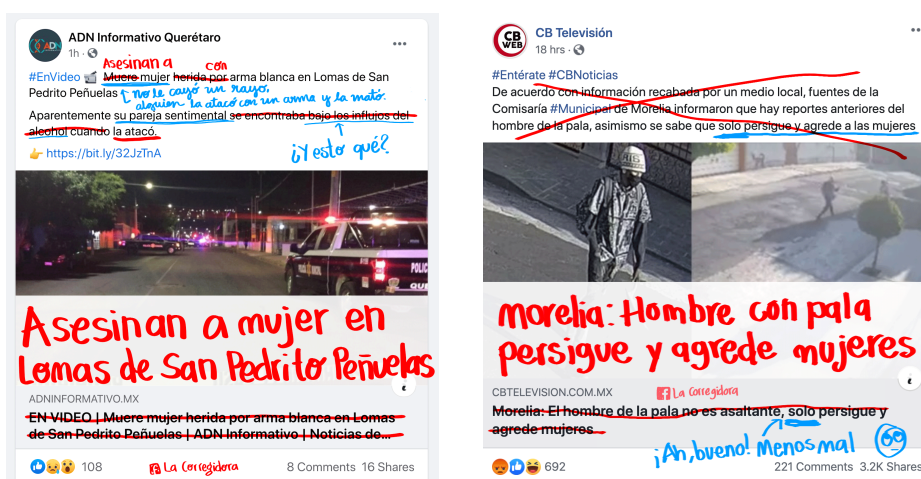 ADN Informativo Querétaro
1h
Asesinan a con
#EnVideo Muere mujer herida por arma blanca en Lomas de San
Pedrito Peñuelas no le cayó un rayo,
alguien la atacó con un arma y la mató.
Aparentemente su pareja sentimental se encontraba bajo los influjos del
alcohol cuando la atacó.
¿Y esto qué?
https://bit.ly/32JzTnA
POLIC
QUE
Asesinan a mujer en
Lomas de San Pedrito Peñuelas
ADNINFORMATIVO.MX
EN VIDEO | Muere mujer herida por arma blanca en Lomas
de San Pedrito Peñuelas | ADN Informativo | Noticias de...
108 La Corregidora 8 Comments 16 Shares
CB
WEB
CB Televisión
18 hrs
#Entérate #CBNoticias
De acuerdo con información recabada por un medio local, fuentes de la
Comisaría #Municipal de Morelia informaron que hay reportes anteriores del
hombre de la pala, asimismo se sabe que solo persigue y agrede a las mujeres
Morelia: Hombre con pala
persigue y agrede mujeres
CBTELEVISION.COM.MX La Corregidora
Morelia: El hombre de la pala no es asaltante, solo persigue y
agrede mujeres
¡Ah, bueno! Menos mal
692 221 Comments 3.2K Shares